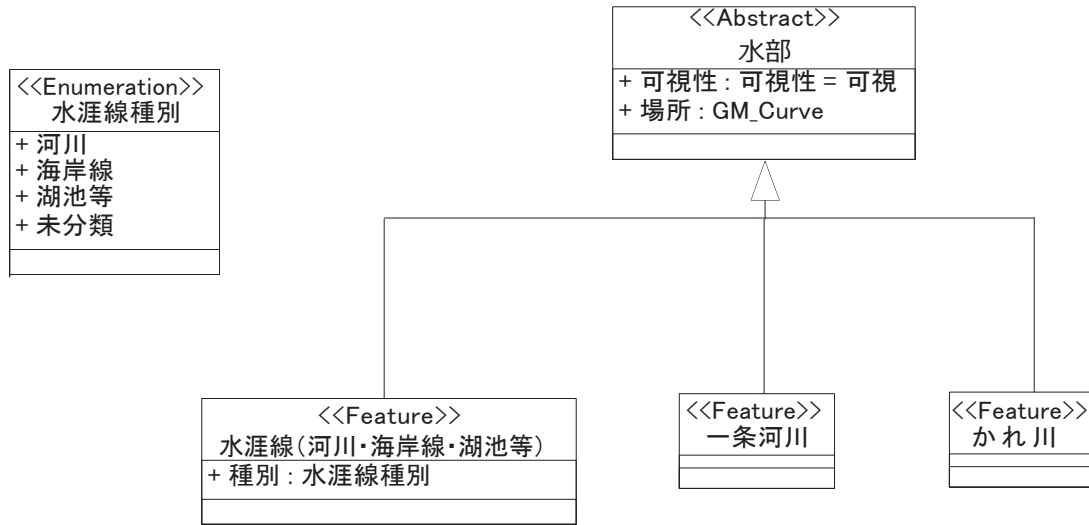 <<Abstract>>
水部
+ 可視性 : 可視性 = 可視
+ 場所 : GM_Curve
<<Enumeration>>
水涯線種別
+ 河川
+ 海岸線
+ 湖池等
+ 未分類
<<Feature>>
水涯線(河川・海岸線・湖池等)
+ 種別 : 水涯線種別
<<Feature>>
一条河川
<<Feature>>
かれ川